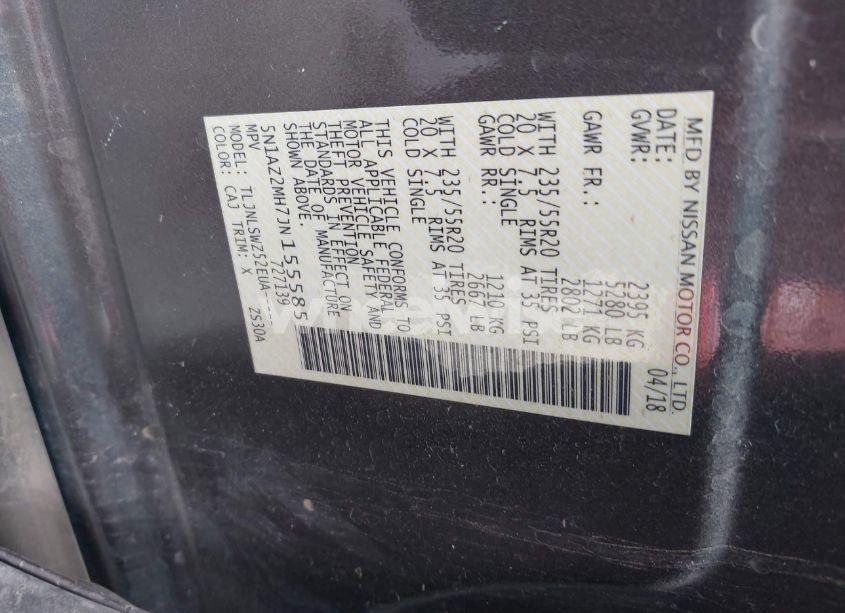 MFD BY NISSAN MOTOR CO., LTD.
DATE: 04/18
GVWR: 2395 KG
5280 LB
GAWR FR.: 1271 KG
2802 LB
WITH 235/55R20 TIRES
20 X 7.5 RIMS AT 35 PSI
COLD SINGLE
GAWR RR.: 1210 KG
2667 LB
WITH 235/55R20 TIRES
20 X 7.5 RIMS AT 35 PSI
COLD SINGLE
THIS VEHICLE CONFORMS TO
ALL APPLICABLE FEDERAL
MOTOR VEHICLE SAFETY AND
THEFT PREVENTION
STANDARDS IN EFFECT ON
THE DATE OF MANUFACTURE
SHOWN ABOVE.
5N1AZ2MH7JN155585
MPV 727139
MODEL: TLJNLSWZ52EUA----
COLOR: CAJ TRIM: X ZS30A